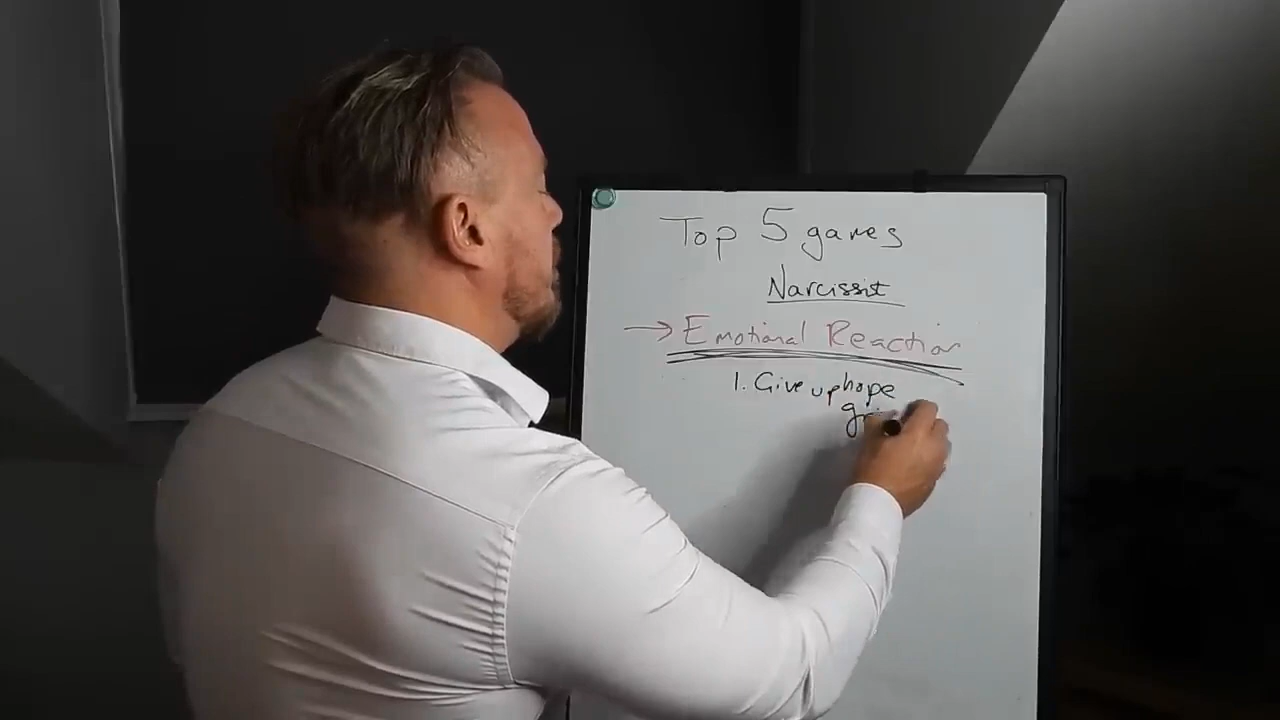 Top 5 games
Narcissist
→ Emotional Reaction
1. Give up hope